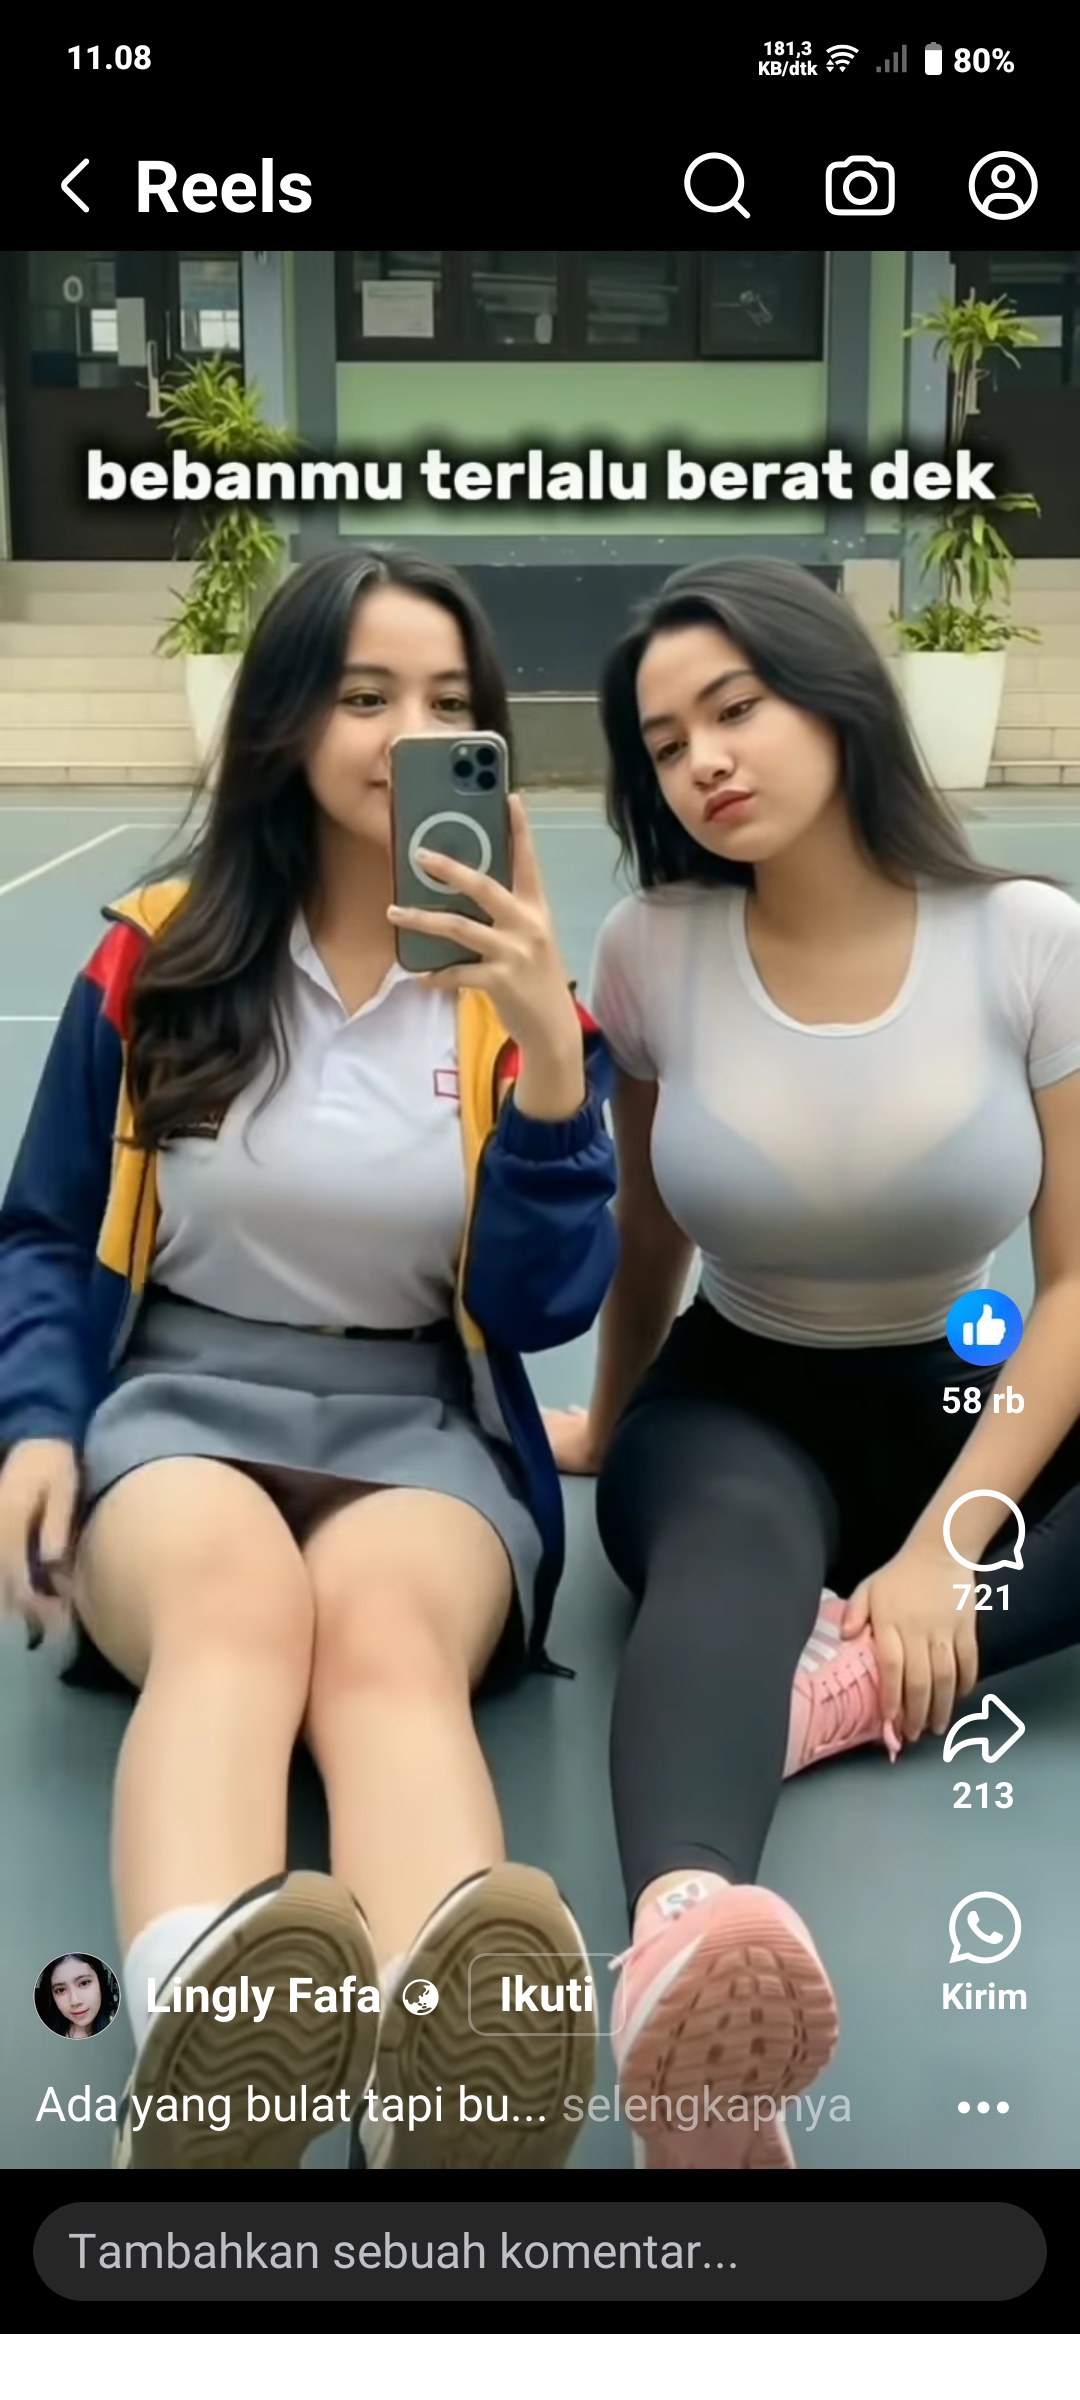 11.08
181,3
KB/dtk
80%
Reels
bebanmu terlalu berat dek
58 rb
721
213
Kirim
Lingly Fafa
Ikuti
Ada yang bulat tapi bu... selengkapnya
Tambahkan sebuah komentar...